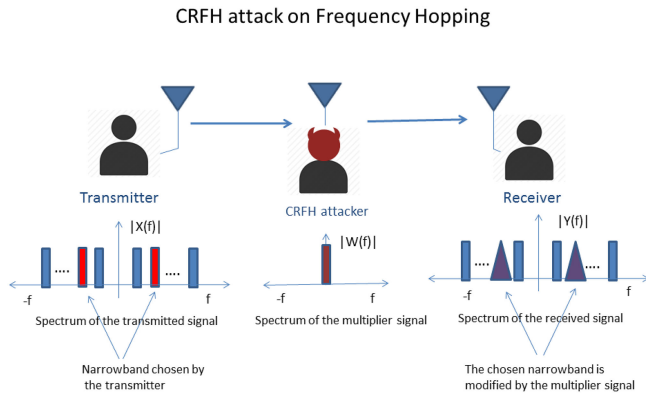 CRFH attack on Frequency Hopping
Transmitter
CRFH attacker
Receiver
|X(f)|
|W(f)|
|Y(f)|
....
....
....
....
-f
f
-f
f
-f
f
Spectrum of the transmitted signal
Spectrum of the multiplier signal
Spectrum of the received signal
Narrowband chosen by
the transmitter
The chosen narrowband is
modified by the multiplier signal